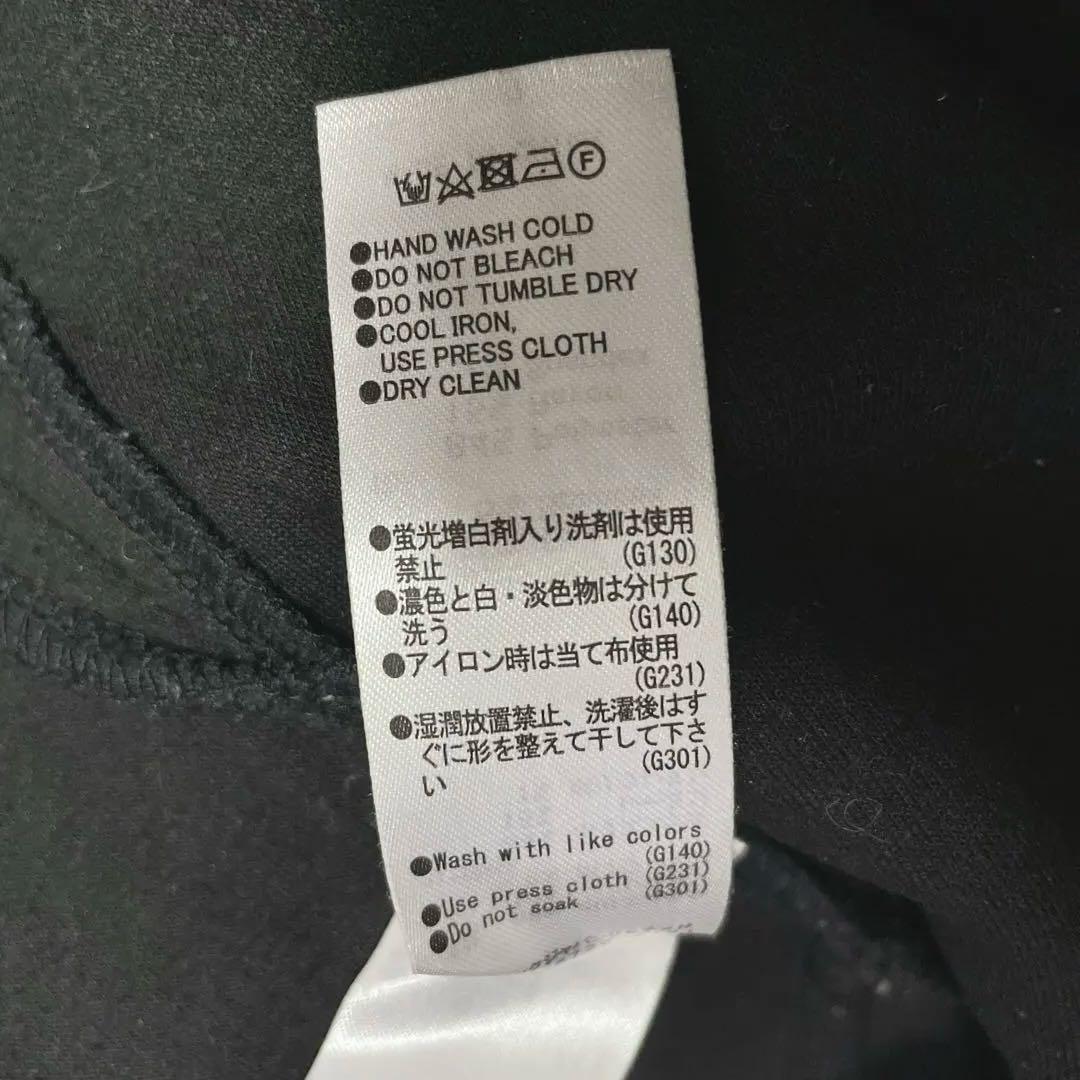 F
●HAND WASH COLD
●DO NOT BLEACH
●DO NOT TUMBLE DRY
●COOL IRON,
USE PRESS CLOTH
●DRY CLEAN
●蛍光増白剤入り洗剤は使用
禁止 (G130)
●濃色と白・淡色物は分けて
洗う (G140)
●アイロン時は当て布使用
(G231)
●湿潤放置禁止、洗濯後はす
ぐに形を整えて干して下さ
い (G301)
●Wash with like colors
(G140)
●Use press cloth (G231)
●Do not soak (G301)